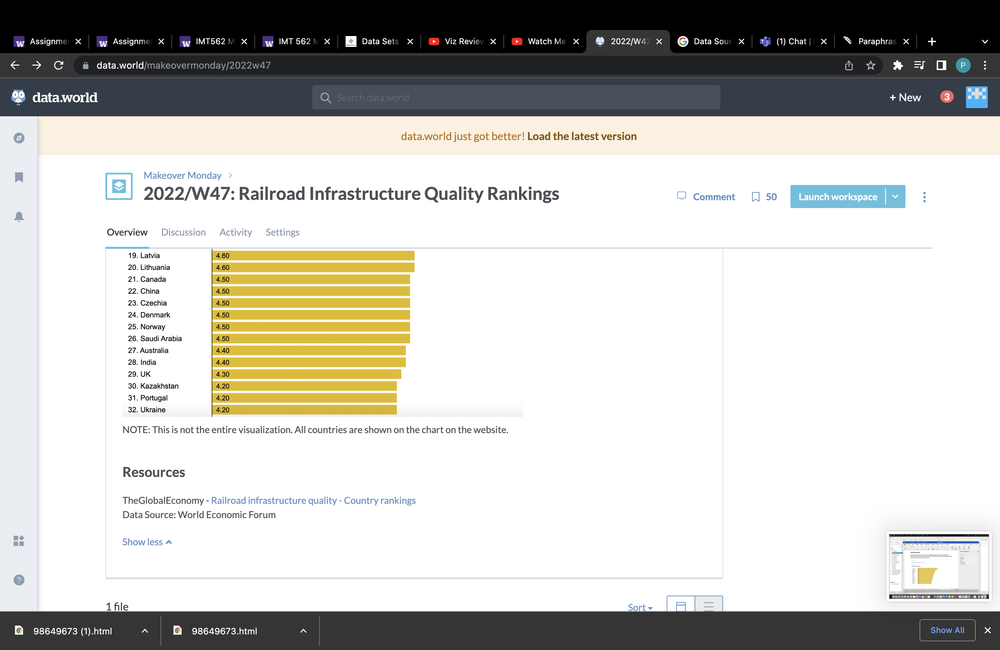 Assignmer
Assignmer
IMT562 M
IMT 562 M
Data Sets
Viz Review
Watch Me
2022/W47
Data Sour
(1) Chat |
Paraphras
data.world/makeovermonday/2022w47
P
data.world
Search data.world
+ New
3
data.world just got better! Load the latest version
Makeover Monday
2022/W47: Railroad Infrastructure Quality Rankings
Comment
50
Launch workspace
Overview
Discussion
Activity
Settings
19. Latvia 4.60
20. Lithuania 4.60
21. Canada 4.50
22. China 4.50
23. Czechia 4.50
24. Denmark 4.50
25. Norway 4.50
26. Saudi Arabia 4.50
27. Australia 4.40
28. India 4.40
29. UK 4.30
30. Kazakhstan 4.20
31. Portugal 4.20
32. Ukraine 4.20
NOTE: This is not the entire visualization. All countries are shown on the chart on the website.
Resources
TheGlobalEconomy - Railroad infrastructure quality - Country rankings
Data Source: World Economic Forum
Show less
1 file
Sort
98649673 (1).html
98649673.html
Show All